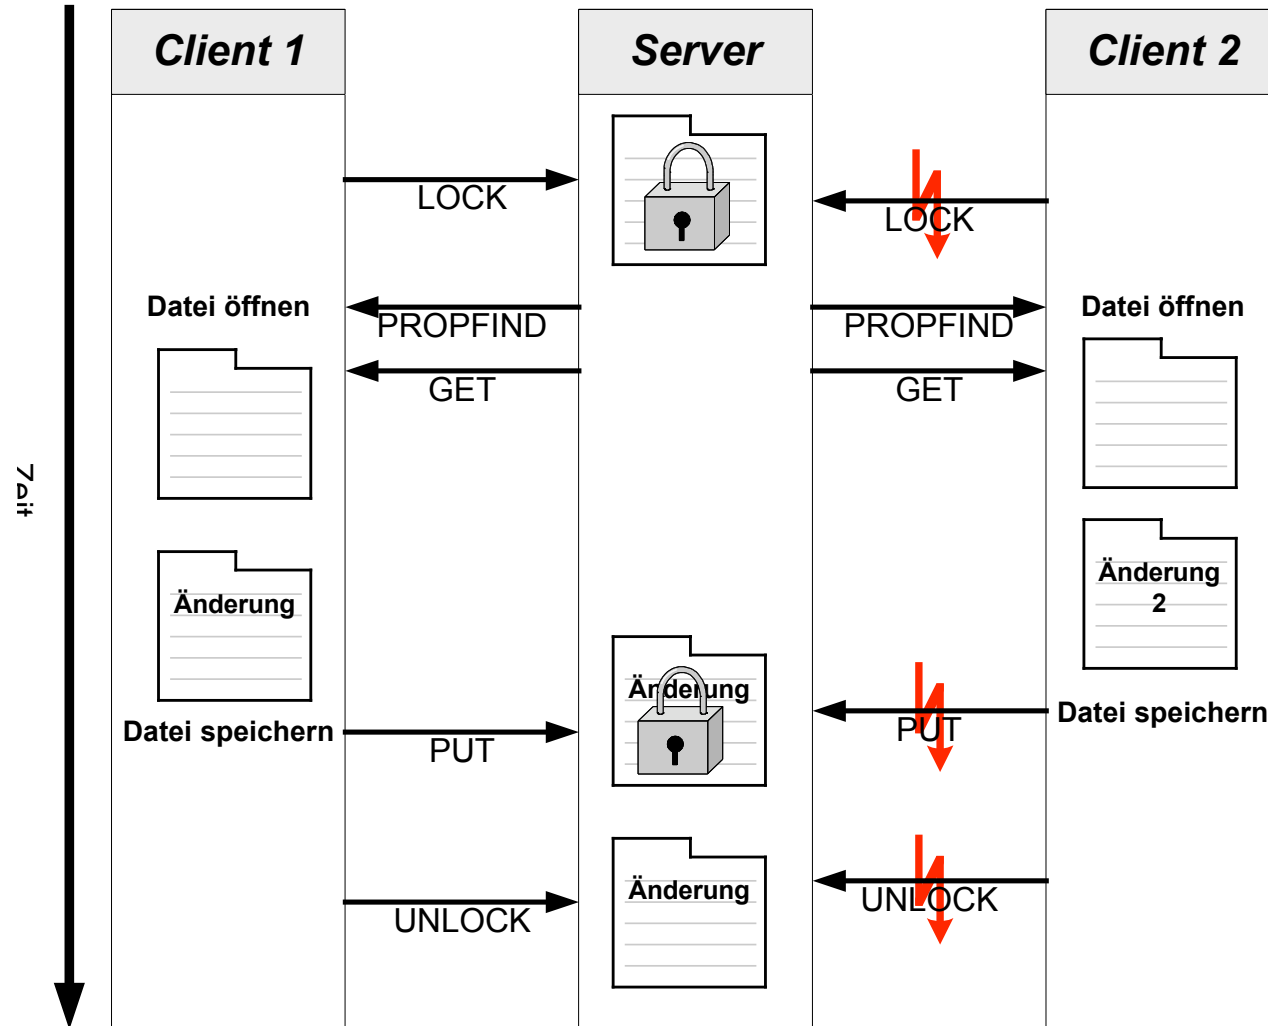 Client 1
Server
Client 2
LOCK
LOCK
Datei öffnen
PROPFIND
PROPFIND
Datei öffnen
GET
GET
Zeit
Änderung
Änderung
2
Änderung
Datei speichern
PUT
PUT
Datei speichern
Änderung
UNLOCK
UNLOCK